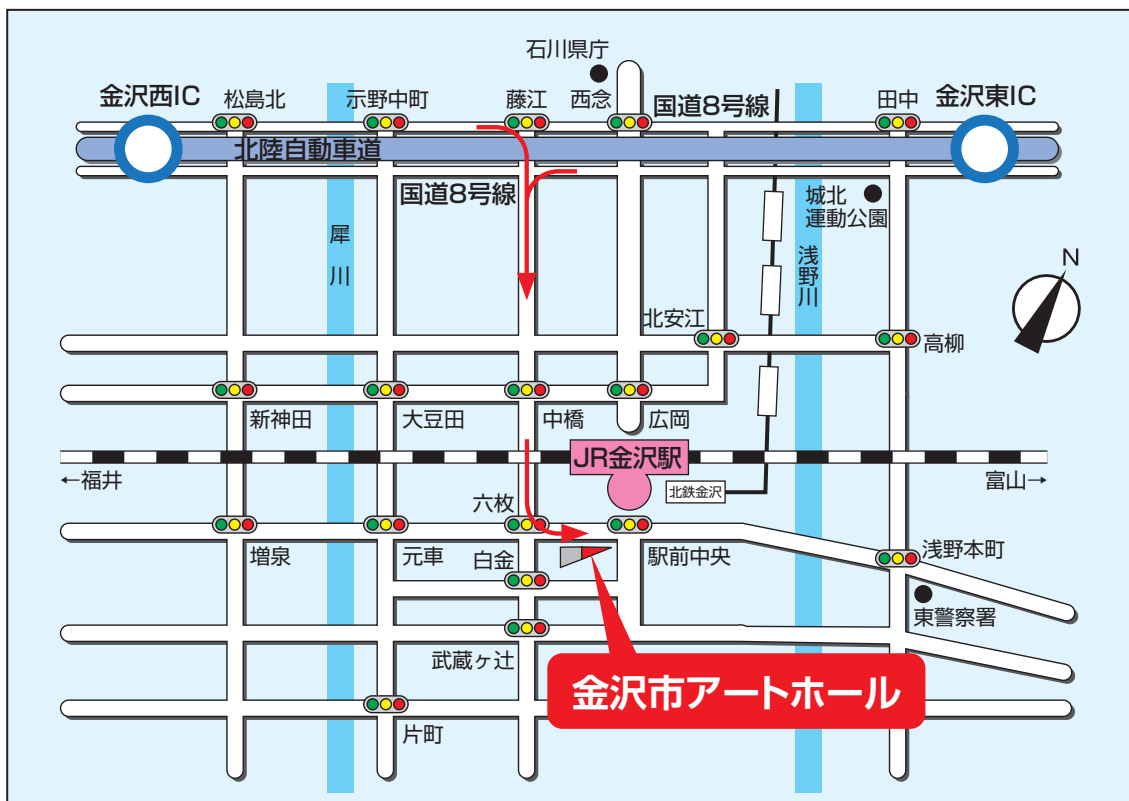 石川県庁
金沢西IC
松島北
示野中町
藤江
西念
国道8号線
田中
金沢東IC
北陸自動車道
国道8号線
城北
運動公園
犀川
浅野川
N
北安江
高柳
新神田
大豆田
中橋
広岡
JR金沢駅
←福井
富山→
北鉄金沢
六枚
増泉
元車
白金
駅前中央
浅野本町
東警察署
武蔵ヶ辻
金沢市アートホール
片町